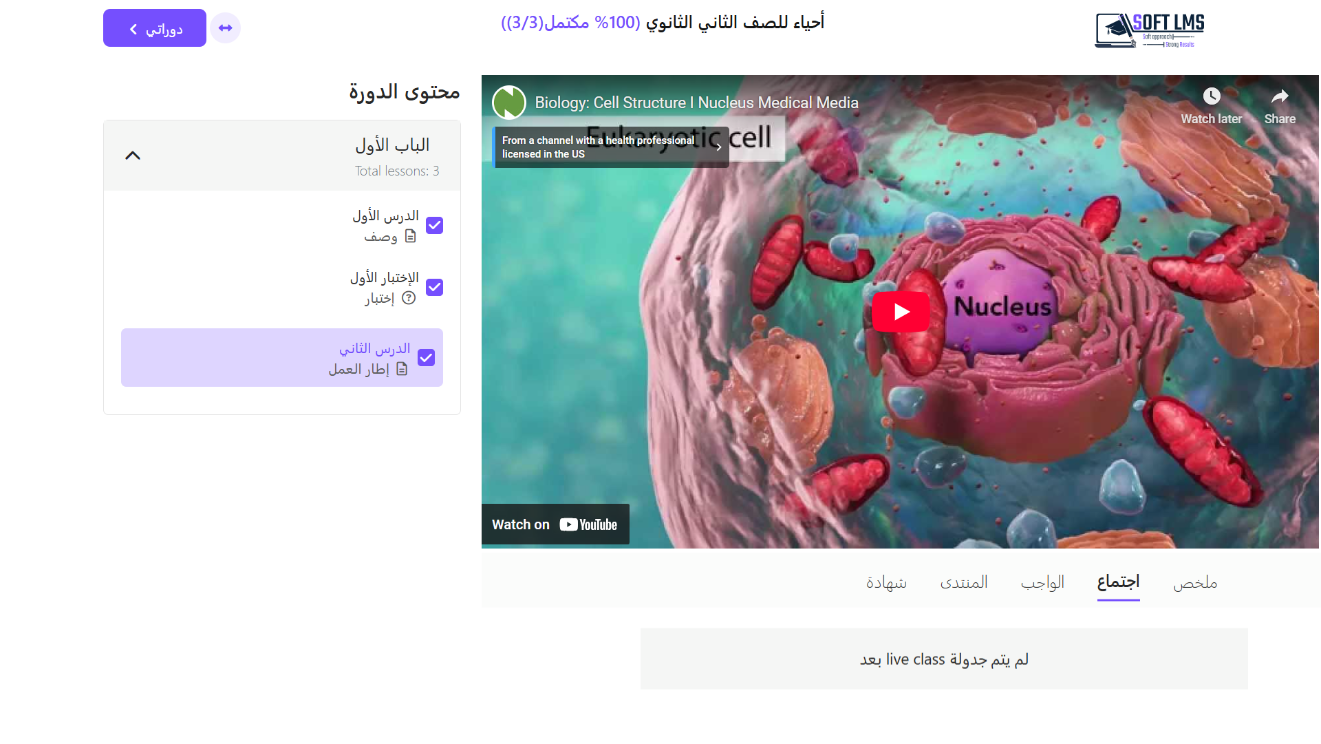 SOFT LMS
Soft approach
Strong Results
أحياء للصف الثاني الثانوي (100% مكتمل(3/3))
دوراتي
محتوى الدورة
الباب الأول
Total lessons: 3
الدرس الأول
وصف
الإختبار الأول
إختبار
الدرس الثاني
إطار العمل
Biology: Cell Structure I Nucleus Medical Media
Watch later
Share
Eukaryotic cell
From a channel with a health professional
licensed in the US
Nucleus
Watch on YouTube
ملخص
اجتماع
الواجب
المنتدى
شهادة
لم يتم جدولة live class بعد